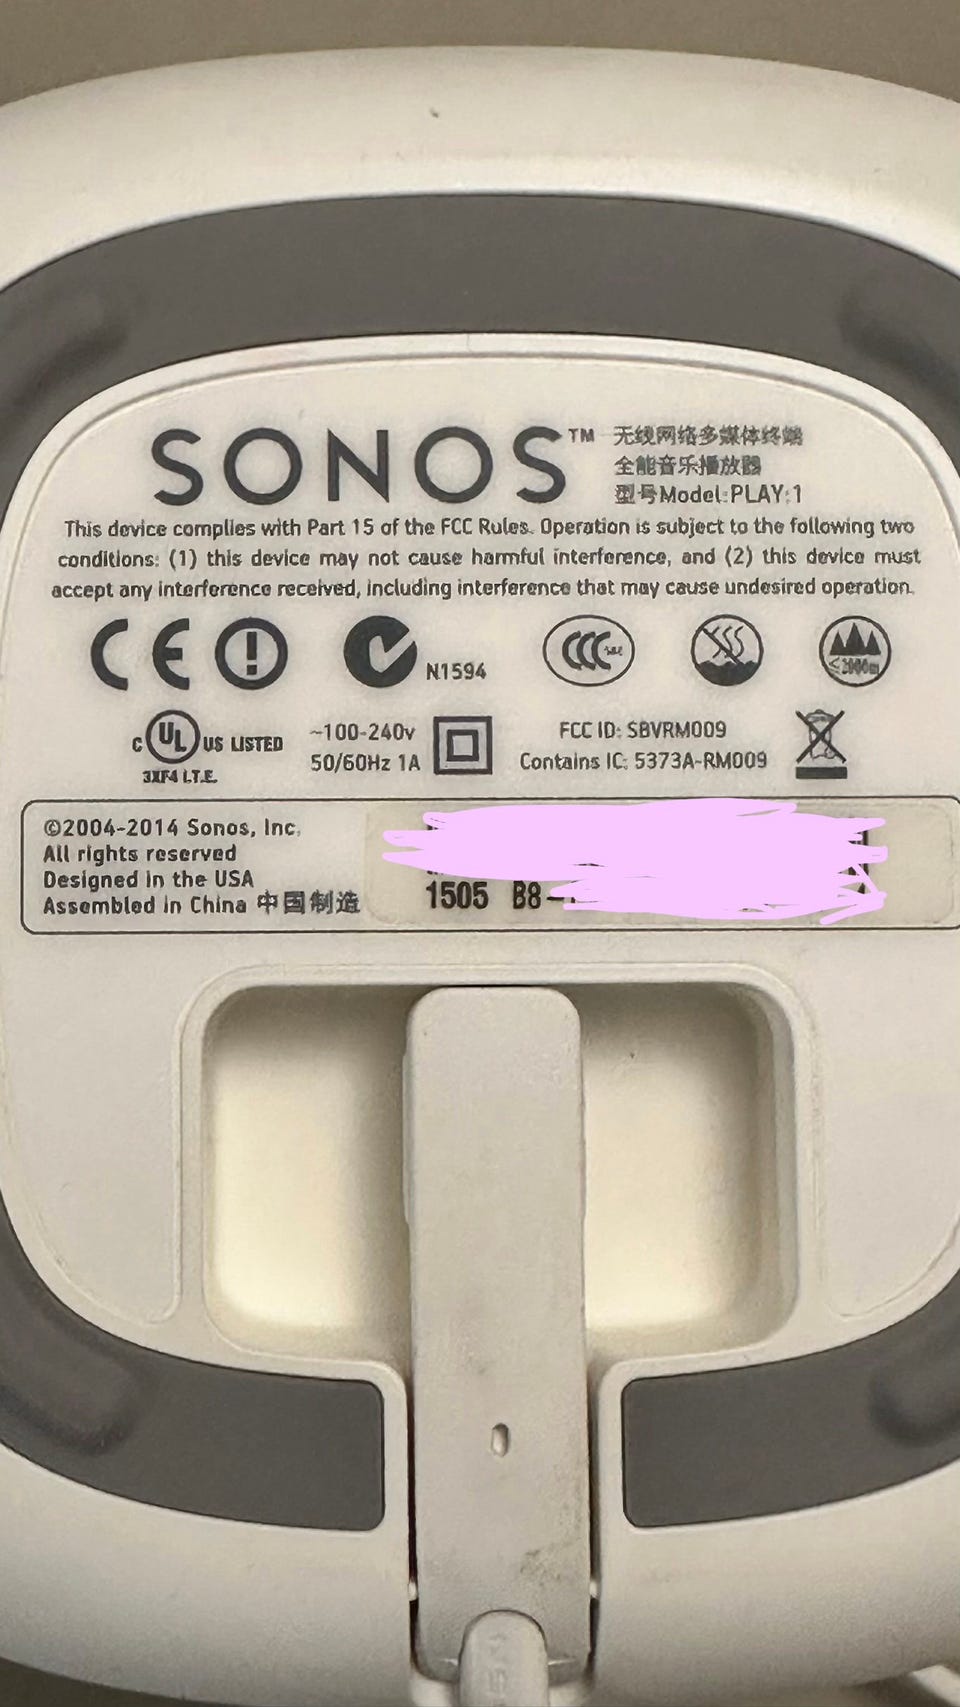 SONOS™ 无线网络多媒体终端
全能音乐播放器
型号Model:PLAY:1
This device complies with Part 15 of the FCC Rules. Operation is subject to the following two
conditions: (1) this device may not cause harmful interference, and (2) this device must
accept any interference received, including interference that may cause undesired operation.
CE N1594 CCC ≤2000m
C UL US LISTED
3XF4 I.T.E.
~100-240v
50/60Hz 1A
FCC ID: SBVRM009
Contains IC: 5373A-RM009
©2004-2014 Sonos, Inc.
All rights reserved
Designed in the USA
Assembled in China 中国制造
1505 B8-